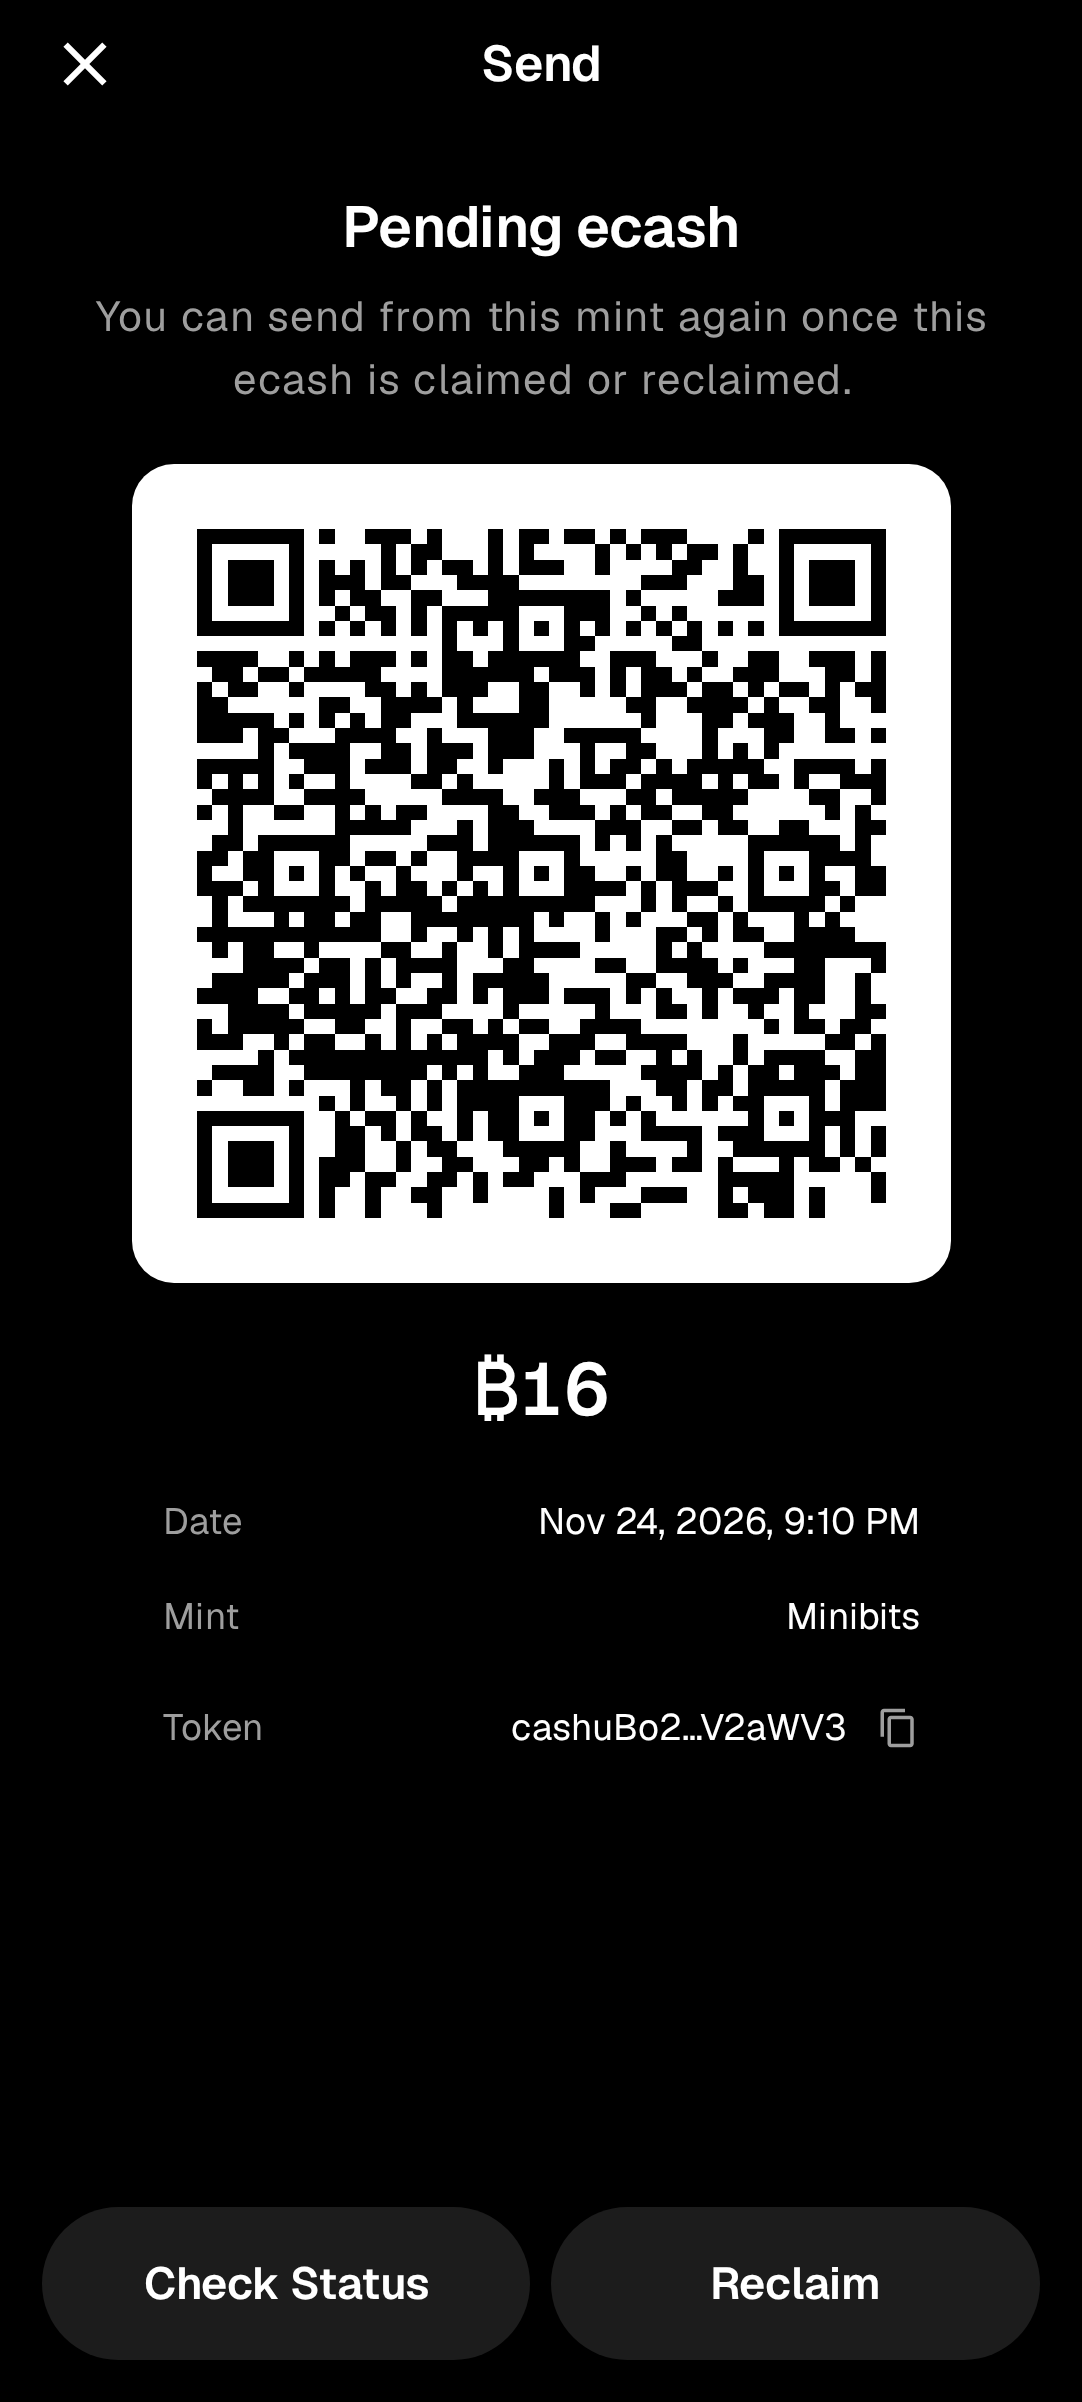 Send
Pending ecash
You can send from this mint again once this
ecash is claimed or reclaimed.
₿16
Date Nov 24, 2026, 9:10 PM
Mint Minibits
Token cashuBo2...V2aWV3
Check Status Reclaim